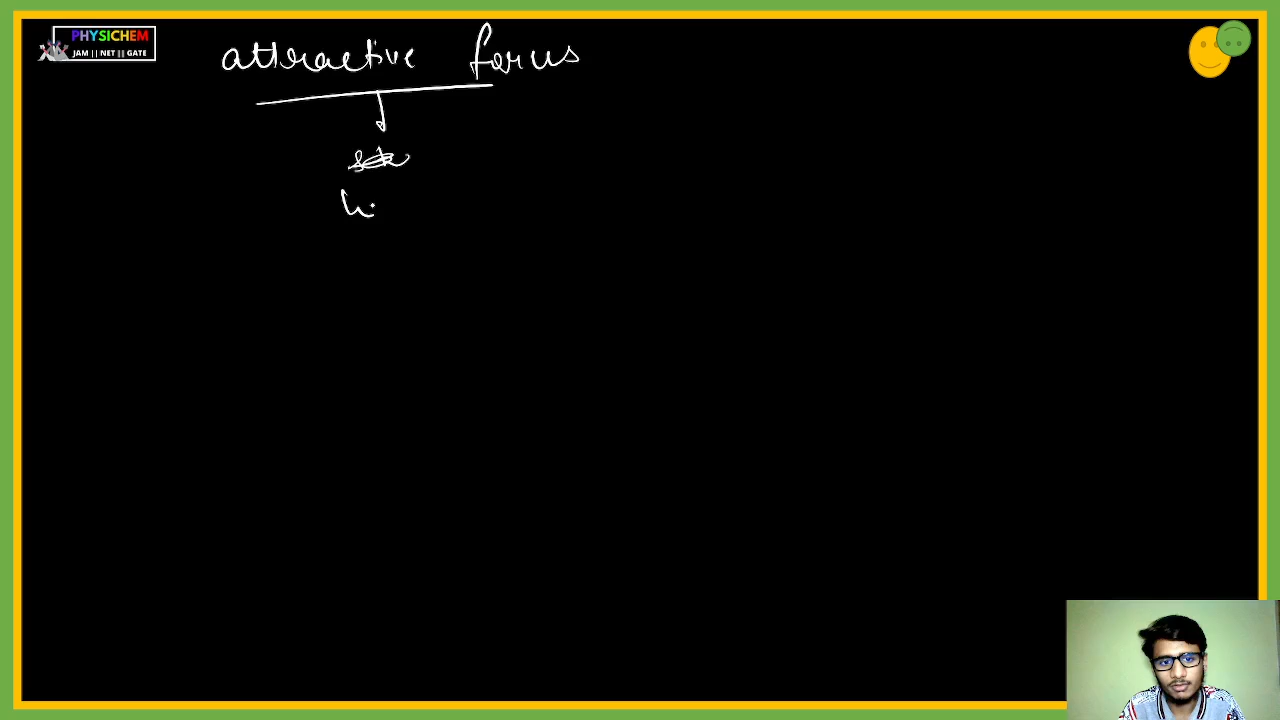 PHYSICHEM
JAM || NET || GATE
attractive forces